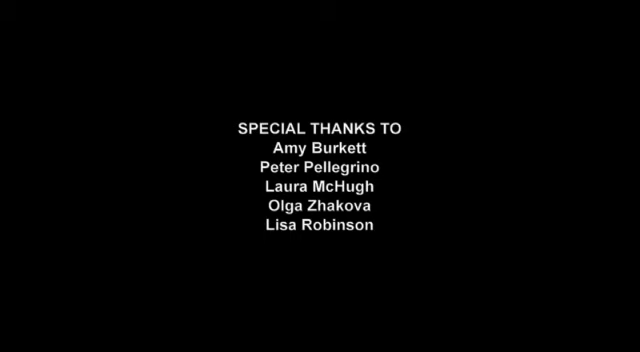 SPECIAL THANKS TO
Amy Burkett
Peter Pellegrino
Laura McHugh
Olga Zhakova
Lisa Robinson